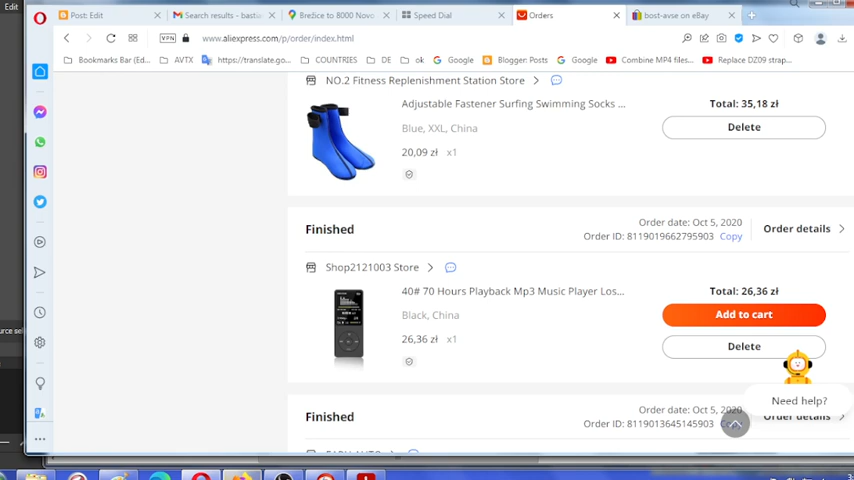 Edit
Post: Edit
Search results - bastie
Brežice to 8000 Novo
Speed Dial
Orders
bost-avse on eBay
VPN
www.aliexpress.com/p/order/index.html
Bookmarks Bar (Ed...
AVTX
https://translate.go...
COUNTRIES
DE
ok
Google
Blogger: Posts
Google
Combine MP4 files...
Replace DZ09 strap...
NO.2 Fitness Replenishment Station Store
Adjustable Fastener Surfing Swimming Socks ...
Total: 35,18 zł
Blue, XXL, China
Delete
20,09 zł x1
Finished
Order date: Oct 5, 2020
Order ID: 8119019662795903 Copy
Order details
Shop2121003 Store
40# 70 Hours Playback Mp3 Music Player Los...
Total: 26,36 zł
Black, China
Add to cart
26,36 zł x1
Delete
Need help?
Finished
Order date: Oct 5, 2020
Order ID: 8119013645145903
Order details